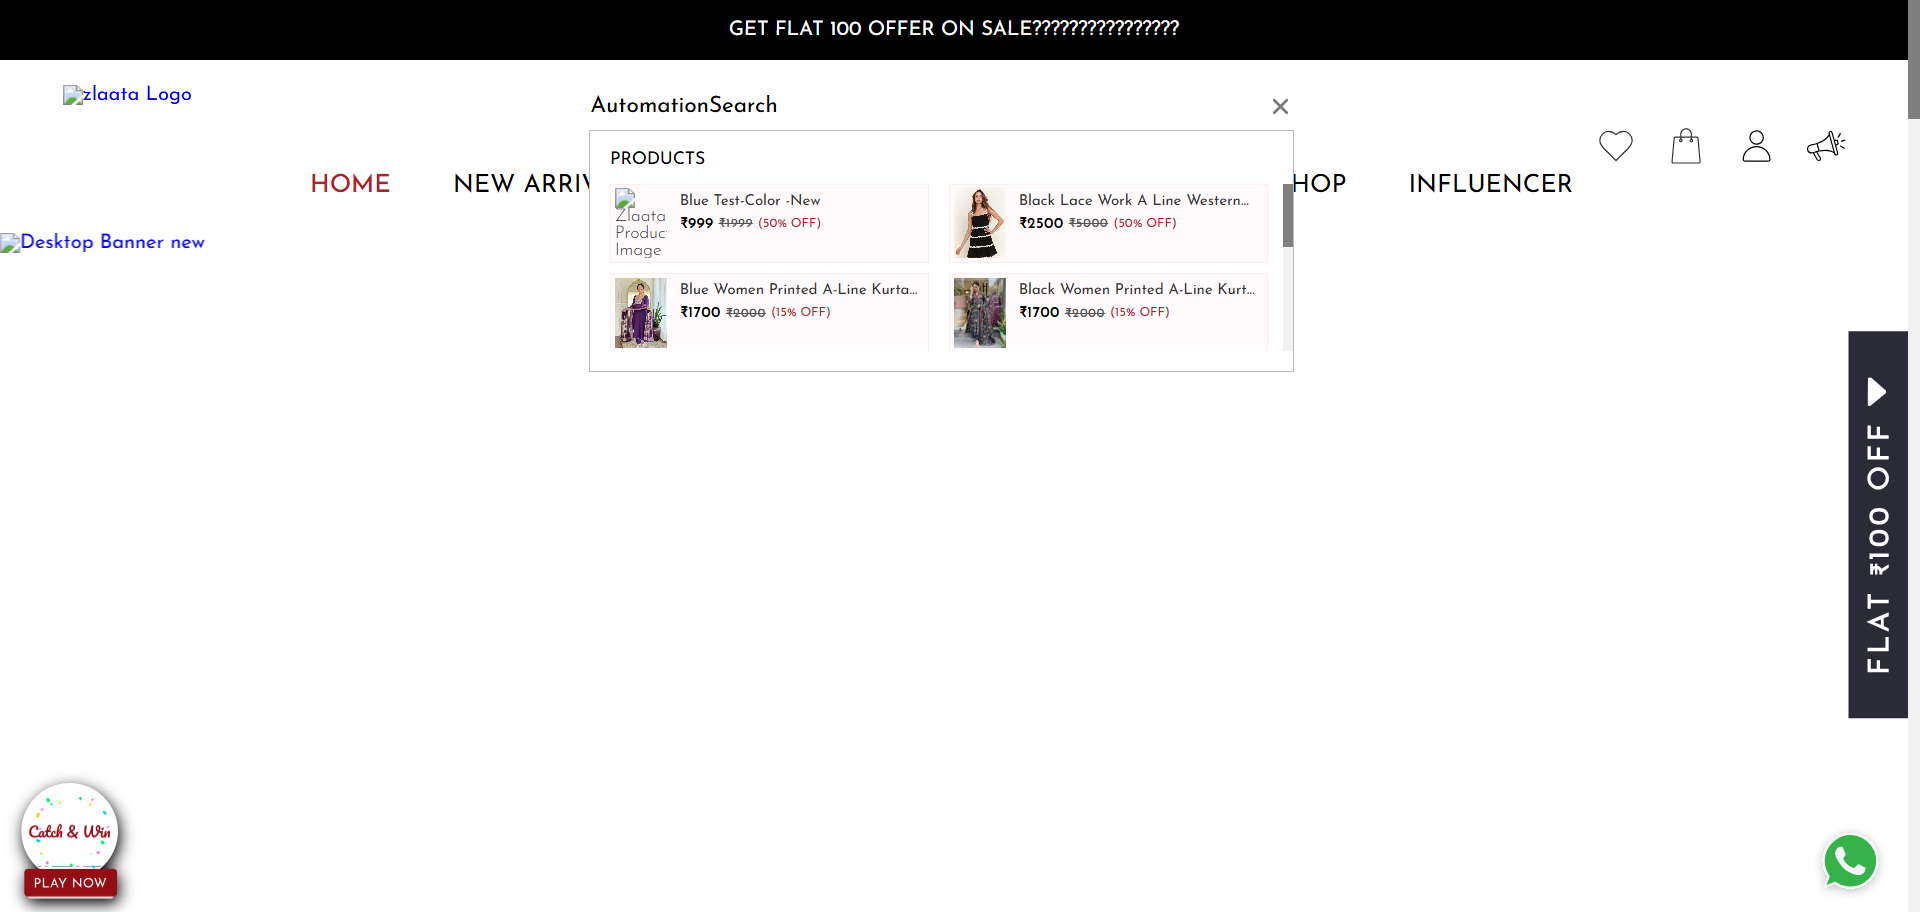 GET FLAT 100 OFFER ON SALE????????????????
zlaata Logo
AutomationSearch
HOME
NEW ARRIV
HOP
INFLUENCER
PRODUCTS
Blue Test-Color -New
₹999 ₹1999 (50% OFF)
Zlaata
Produc
Image
Black Lace Work A Line Western...
₹2500 ₹5000 (50% OFF)
Blue Women Printed A-Line Kurta...
₹1700 ₹2000 (15% OFF)
Black Women Printed A-Line Kurt...
₹1700 ₹2000 (15% OFF)
Desktop Banner new
FLAT ₹100 OFF
Catch & Win
PLAY NOW